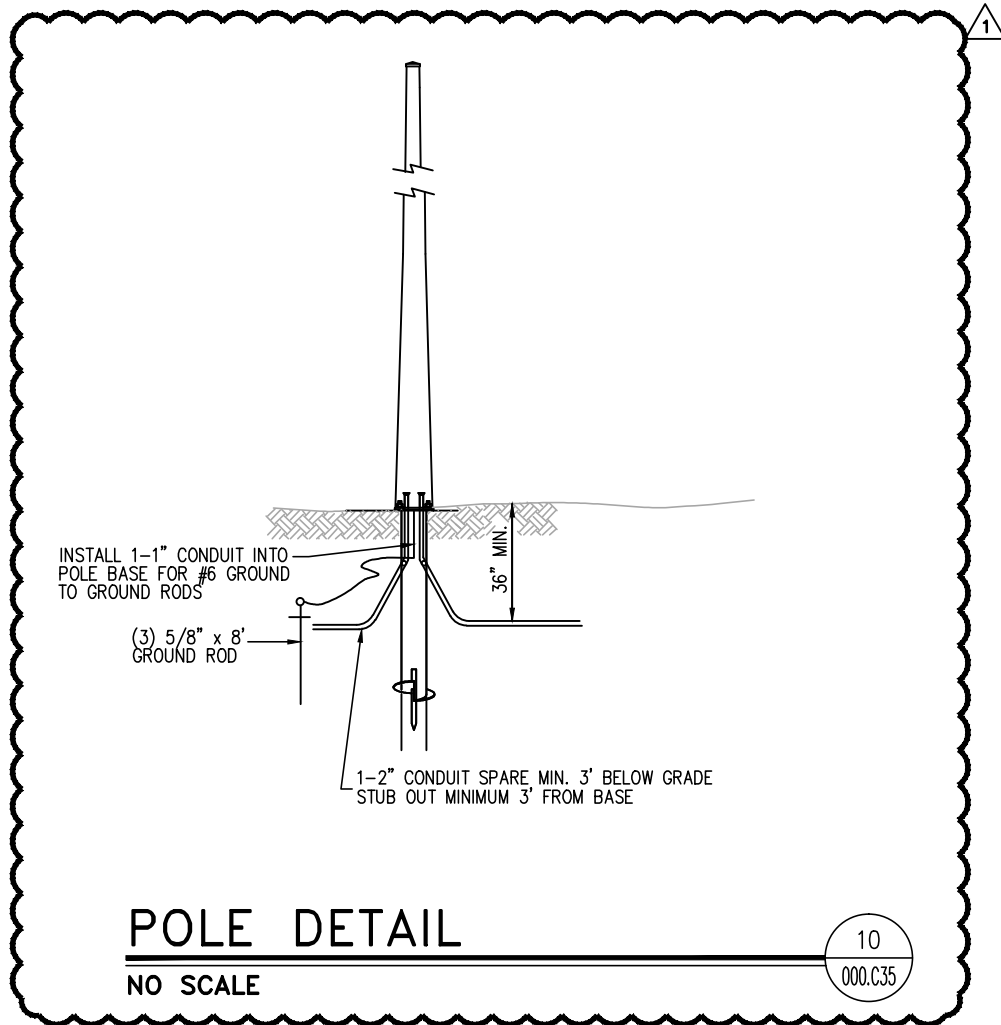 1
36" MIN.
INSTALL 1-1" CONDUIT INTO
POLE BASE FOR #6 GROUND
TO GROUND RODS
(3) 5/8" x 8'
GROUND ROD
1-2" CONDUIT SPARE MIN. 3' BELOW GRADE
STUB OUT MINIMUM 3' FROM BASE
POLE DETAIL
NO SCALE
10
000.C35